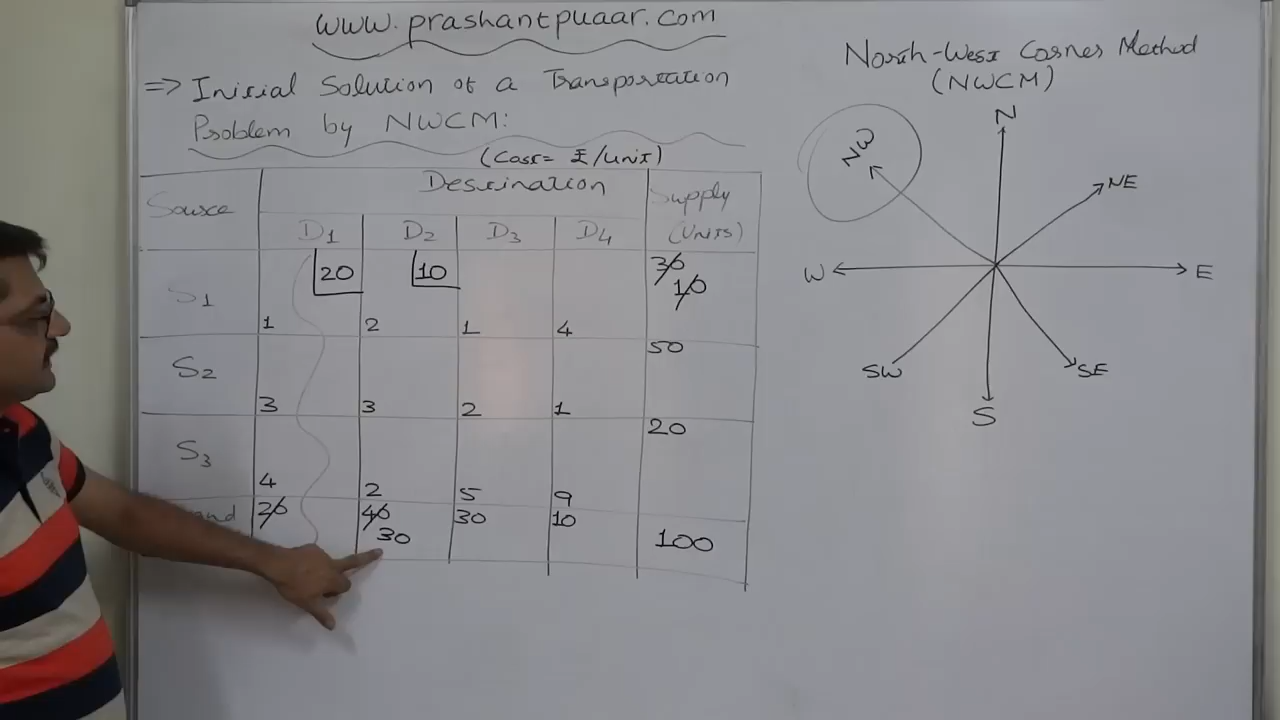 www.prashantpuaar.com
=> Initial Solution of a Transportation
Problem by NWCM:
(Cost= ₹/Unit)
North-West Corner Method
(NWCM)
Source Destination Supply
D1 D2 D3 D4 (Units)
20 10 30
S1 10
1 2 1 4
50
S2
3 3 2 1
20
S3
4 2 5 9
and 20 40 30 10
30 100
N
NW
NE
W E
SW SE
S